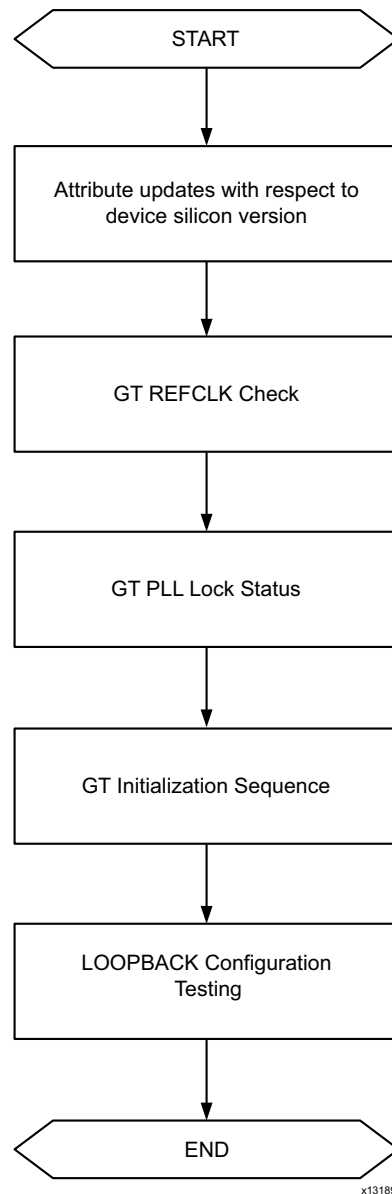 START
Attribute updates with respect to
device silicon version
GT REFCLK Check
GT PLL Lock Status
GT Initialization Sequence
LOOPBACK Configuration
Testing
END
x13189